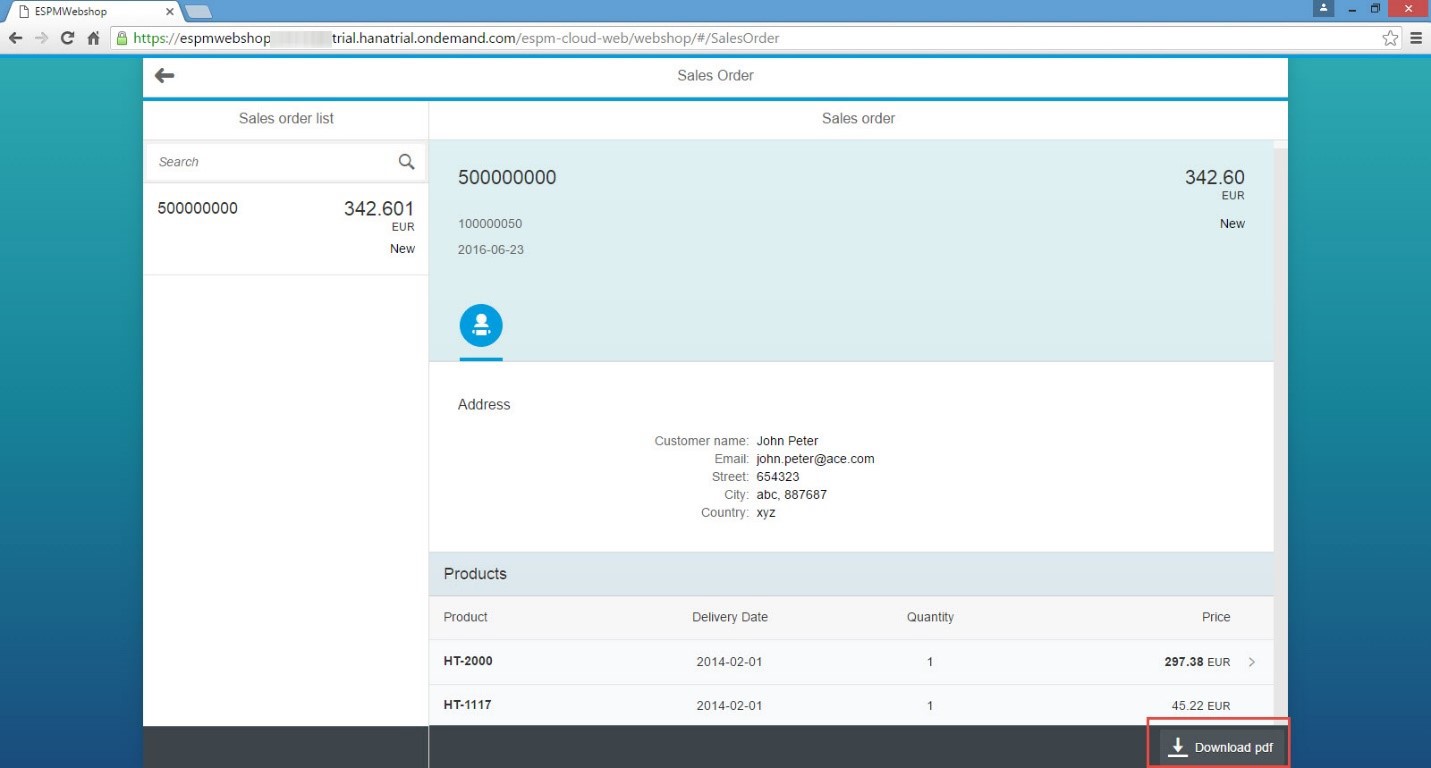 ESPMWebshop
https://espmwebshop trial.hanatrial.ondemand.com/espm-cloud-web/webshop/#/SalesOrder
Sales Order
Sales order list
Search
500000000 342.601
EUR
New
Sales order
500000000 342.60
EUR
100000050 New
2016-06-23
Address
Customer name: John Peter
Email: john.peter@ace.com
Street: 654323
City: abc, 887687
Country: xyz
Products
Product Delivery Date Quantity Price
HT-2000 2014-02-01 1 297.38 EUR
HT-1117 2014-02-01 1 45.22 EUR
Download pdf